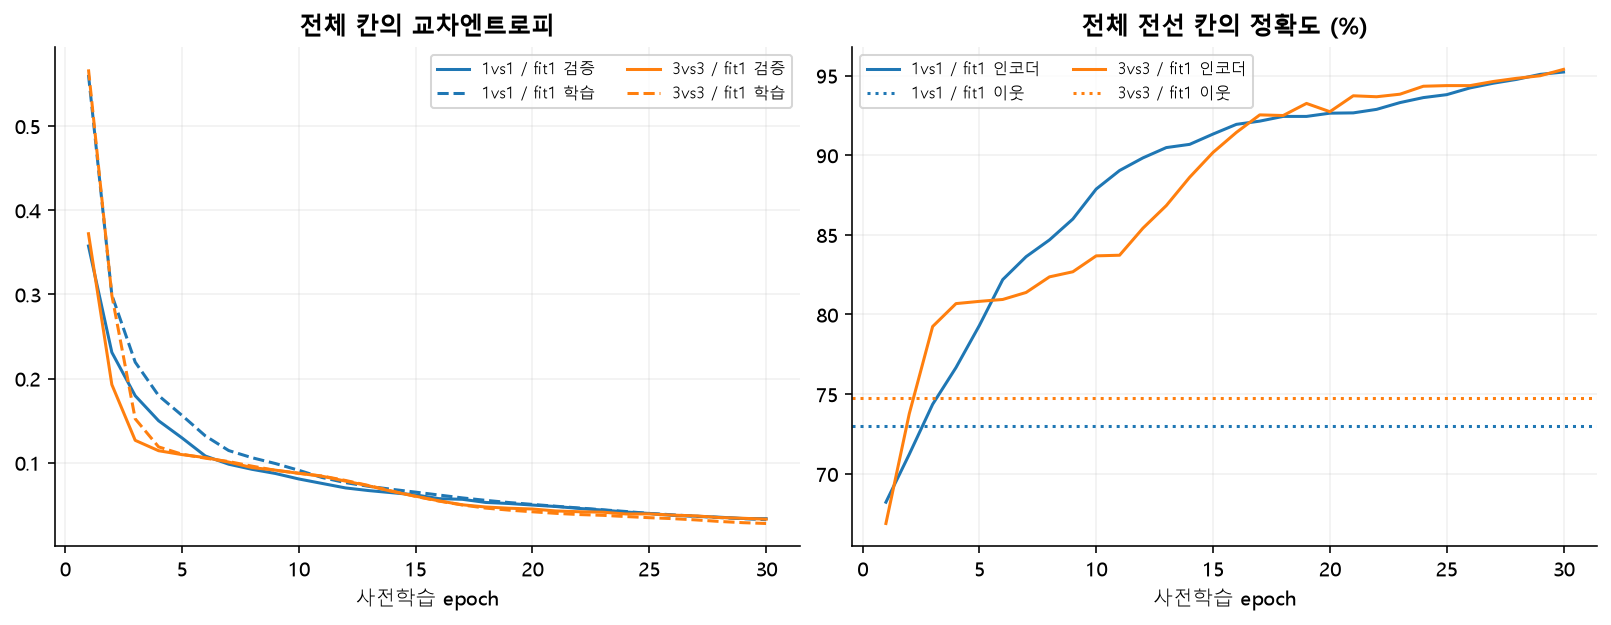 전체 칸의 교차엔트로피
1vs1 / fit1 검증
1vs1 / fit1 학습
3vs3 / fit1 검증
3vs3 / fit1 학습
0.5
0.4
0.3
0.2
0.1
0 5 10 15 20 25 30
사전학습 epoch
전체 전선 칸의 정확도 (%)
1vs1 / fit1 인코더
1vs1 / fit1 이웃
3vs3 / fit1 인코더
3vs3 / fit1 이웃
95
90
85
80
75
70
0 5 10 15 20 25 30
사전학습 epoch